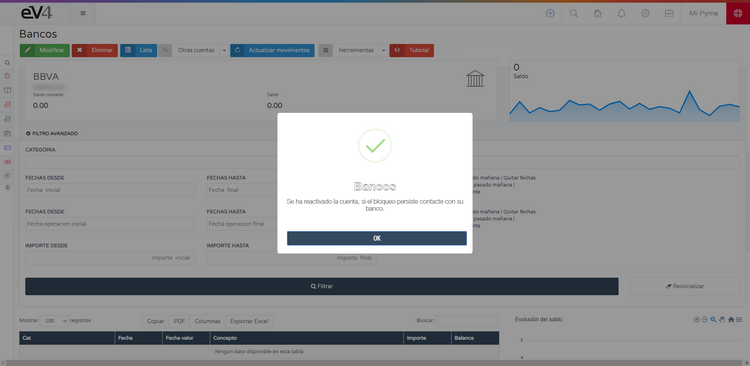 eV4
Mi Pyme
Bancos
Modificar
Eliminar
Lista
Otras cuentas
Actualizar movimientos
Herramientas
Tutorial
BBVA
Saldo contable
0.00
Saldo
0.00
0
Saldo
FILTRO AVANZADO
CATEGORIA
FECHAS DESDE
FECHAS HASTA
Fecha inicial
Fecha final
mañana | Quitar fechas
pasado mañana |
FECHAS DESDE
FECHAS HASTA
Fecha operacion inicial
Fecha operación final
mañana | Quitar fechas
pasado mañana |
IMPORTE DESDE
IMPORTE HASTA
Importe inicial
Importe final
Bancos
Se ha reactivado la cuenta, si el bloqueo persiste contacte con su
banco.
OK
Filtrar
Reinicializar
Mostrar 100 registros
Copiar
PDF
Columnas
Exportar Excel
Buscar:
Evolución del saldo
Cat
Fecha
Fecha valor
Concepto
Importe
Balance
Ningún dato disponible en esta tabla
4